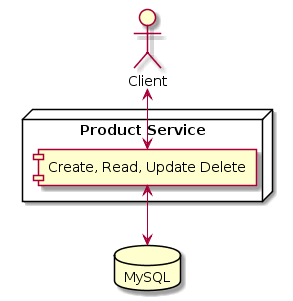 Client
Product Service
Create, Read, Update Delete
MySQL